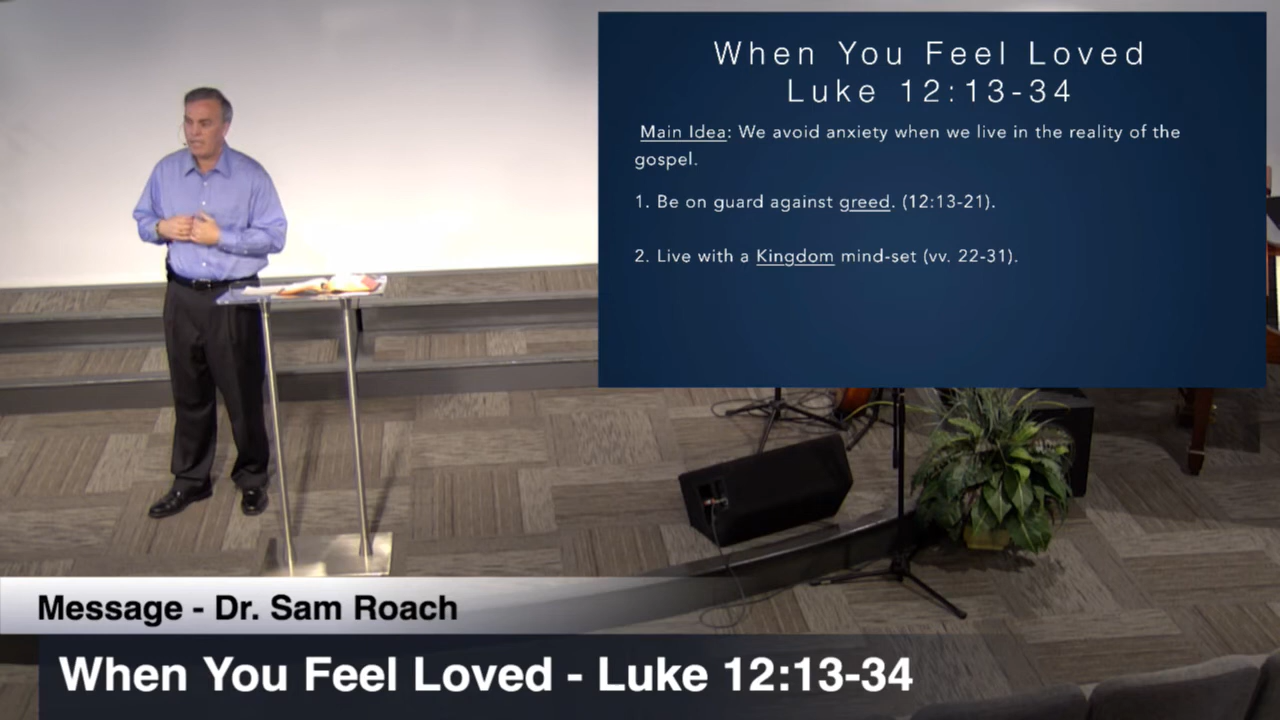 When You Feel Loved
Luke 12:13-34
Main Idea: We avoid anxiety when we live in the reality of the
gospel.
1. Be on guard against greed. (12:13-21).
2. Live with a Kingdom mind-set (vv. 22-31).
Message - Dr. Sam Roach
When You Feel Loved - Luke 12:13-34